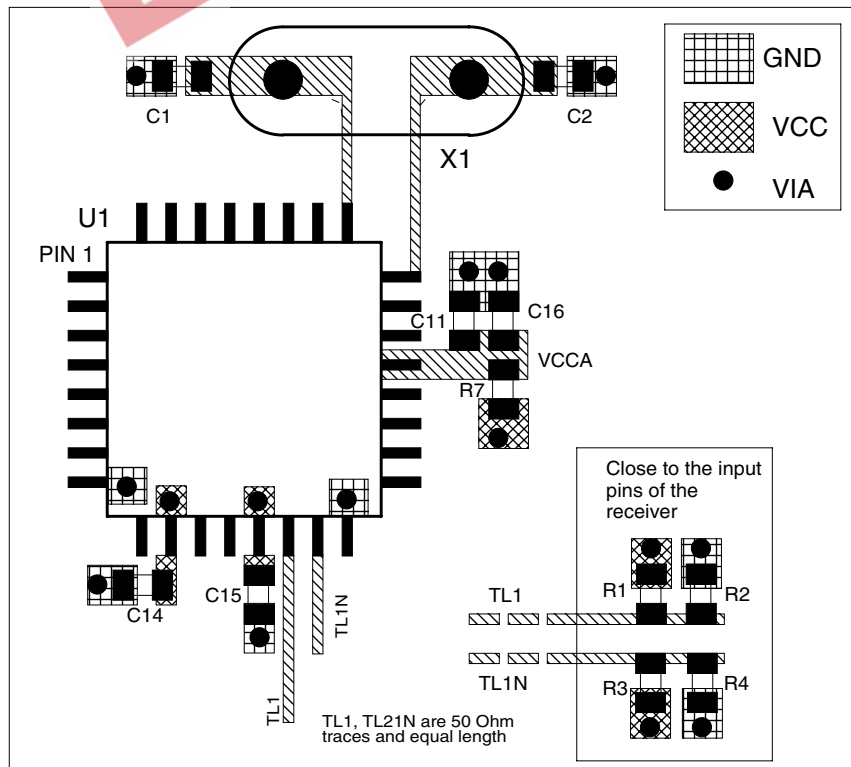 GND
VCC
VIA
C1
C2
X1
U1
PIN 1
C11
C16
VCCA
R7
Close to the input
pins of the
receiver
C14
C15
TL1N
TL1
R1
R2
TL1
TL1N
R3
R4
TL1, TL21N are 50 Ohm
traces and equal length